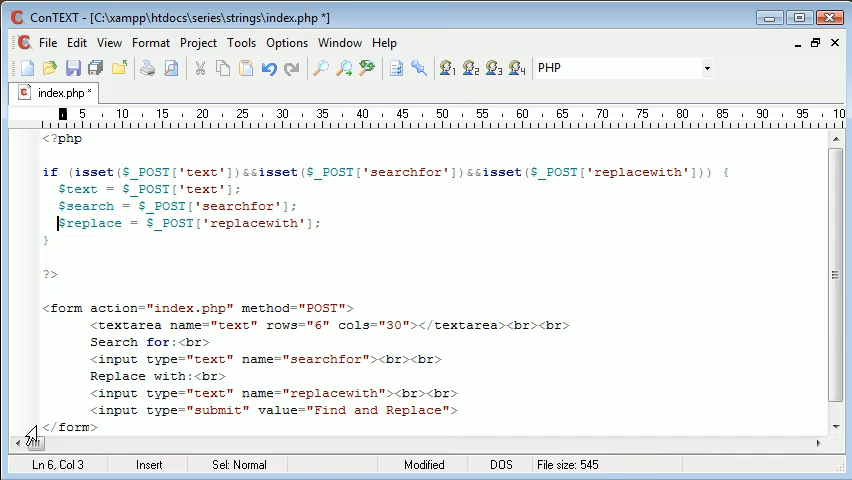 ConTEXT - [C:\xampp\htdocs\series\strings\index.php *]
File Edit View Format Project Tools Options Window Help
1 2 3 4 PHP
index.php *
5 10 15 20 25 30 35 40 45 50 55 60 65 70 75 80 85 90 95 10
<?php
if (isset($_POST['text'])&&isset($_POST['searchfor'])&&isset($_POST['replacewith'])) {
$text = $_POST['text'];
$search = $_POST['searchfor'];
$replace = $_POST['replacewith'];
}
?>
<form action="index.php" method="POST">
<textarea name="text" rows="6" cols="30"></textarea><br><br>
Search for:<br>
<input type="text" name="searchfor"><br><br>
Replace with:<br>
<input type="text" name="replacewith"><br><br>
<input type="submit" value="Find and Replace">
</form>
Ln 6, Col 3 Insert Sel: Normal Modified DOS File size: 545